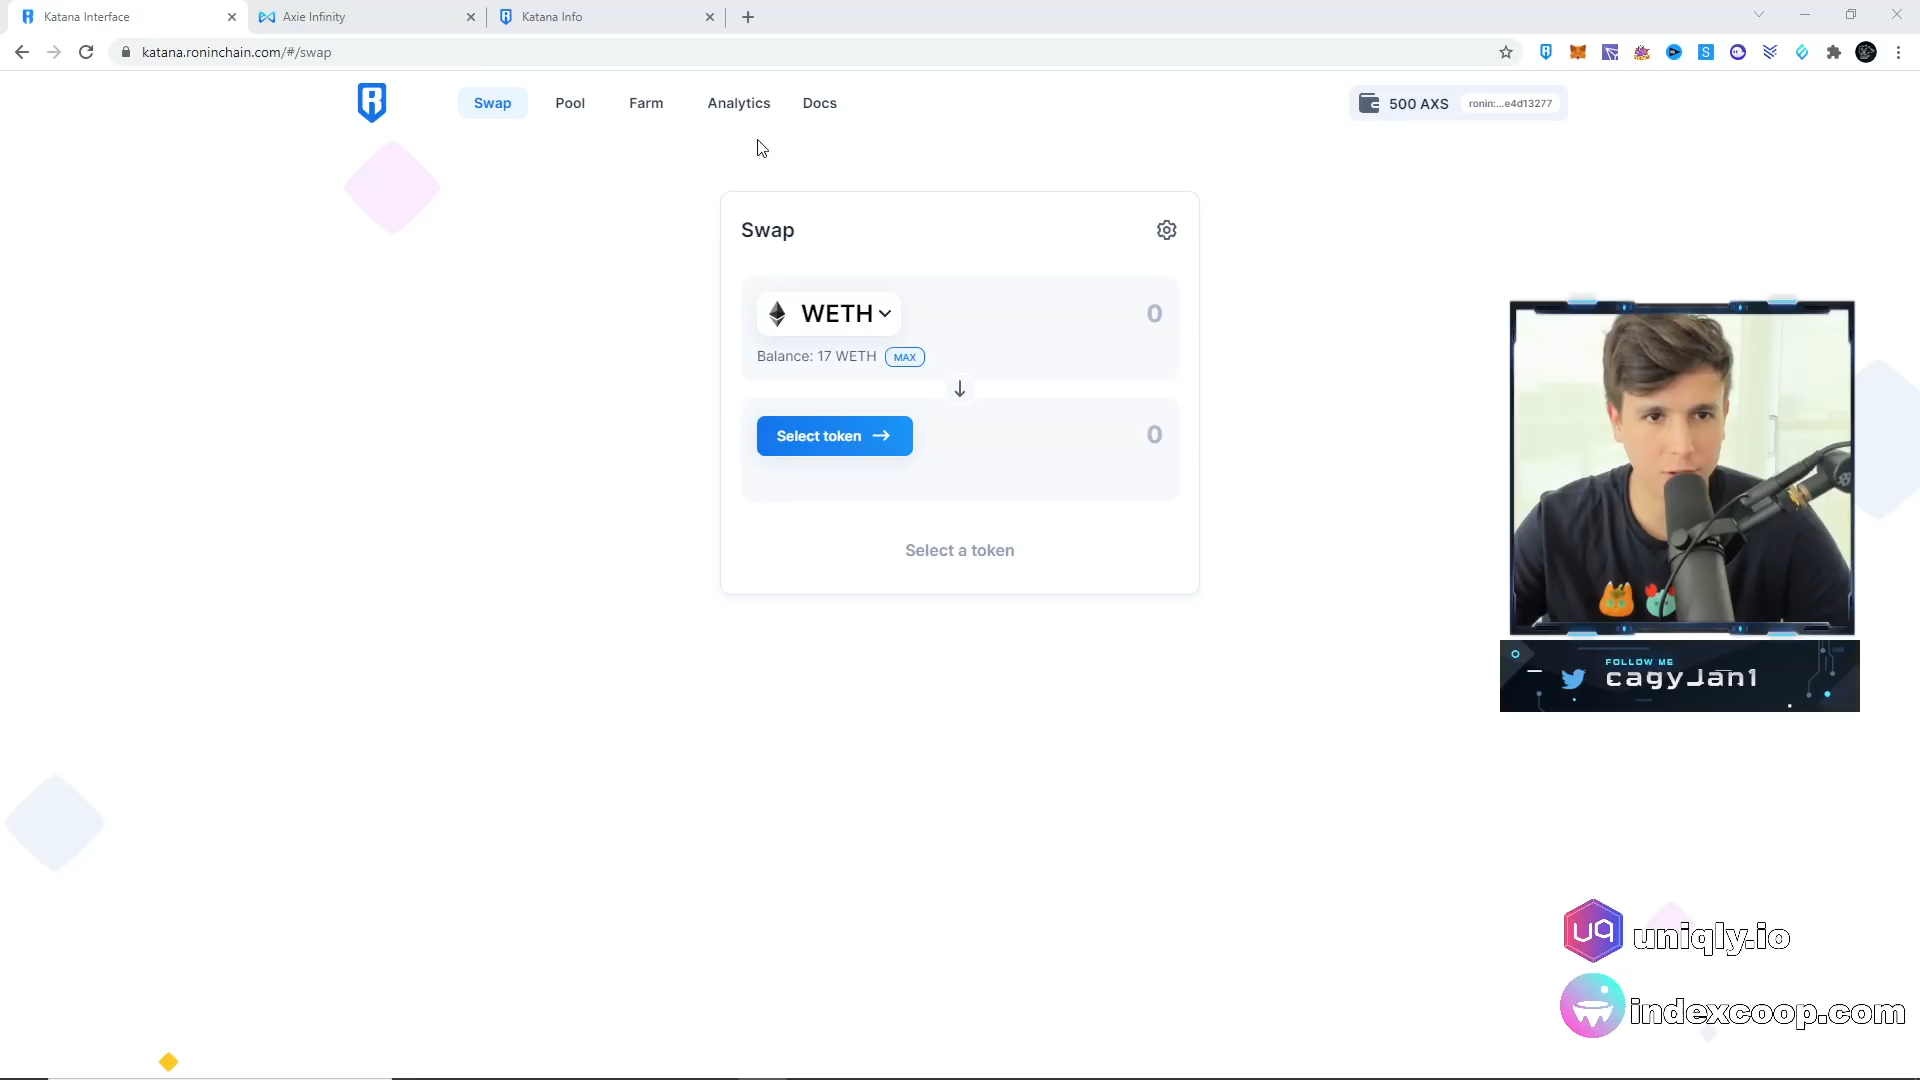 Katana Interface
Axie Infinity
Katana Info
katana.roninchain.com/#/swap
Swap
Pool
Farm
Analytics
Docs
500 AXS
ronin:...e4d13277
Swap
WETH
0
Balance: 17 WETH
MAX
Select token
0
Select a token
FOLLOW ME
cagyJan1
uq
uniqly.io
indexcoop.com